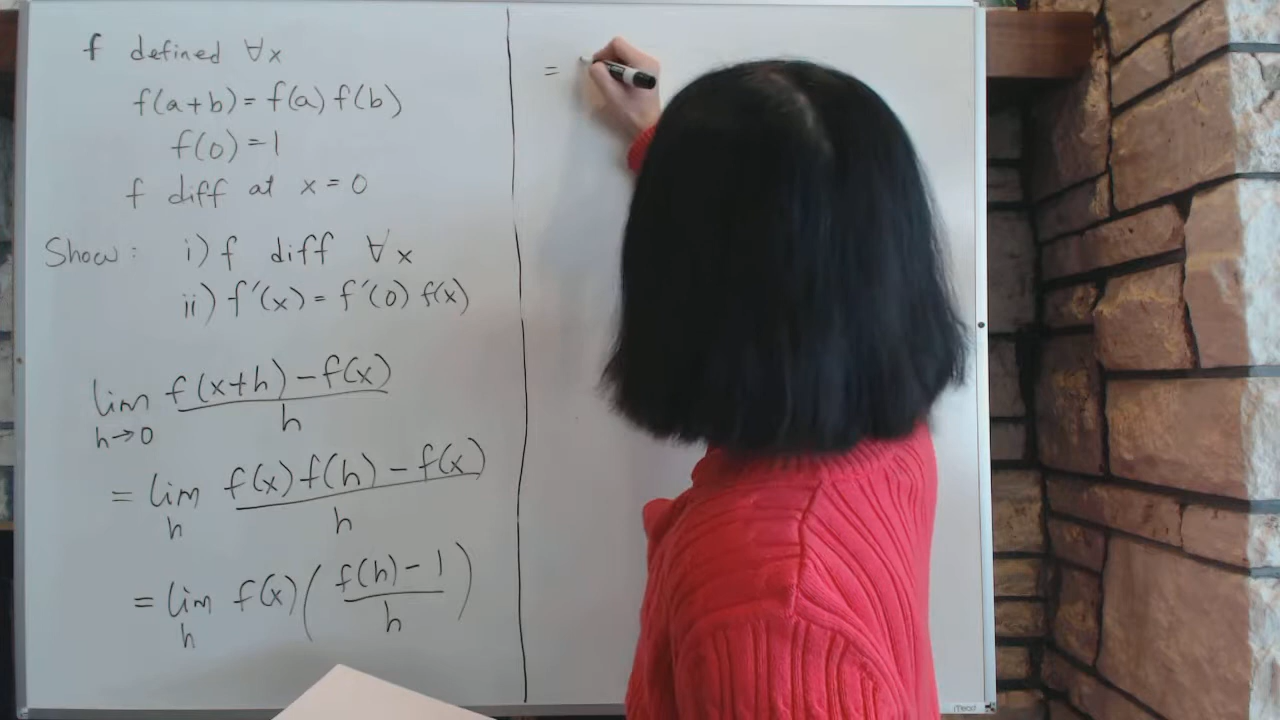 f defined ∀x
f(a+b) = f(a) f(b)
f(0) = 1
f diff at x = 0
Show: i) f diff ∀x
ii) f'(x) = f'(0) f(x)
lim f(x+h) - f(x)
h→0 h
= lim f(x) f(h) - f(x)
h h
= lim f(x) ( f(h) - 1 )
h h
=